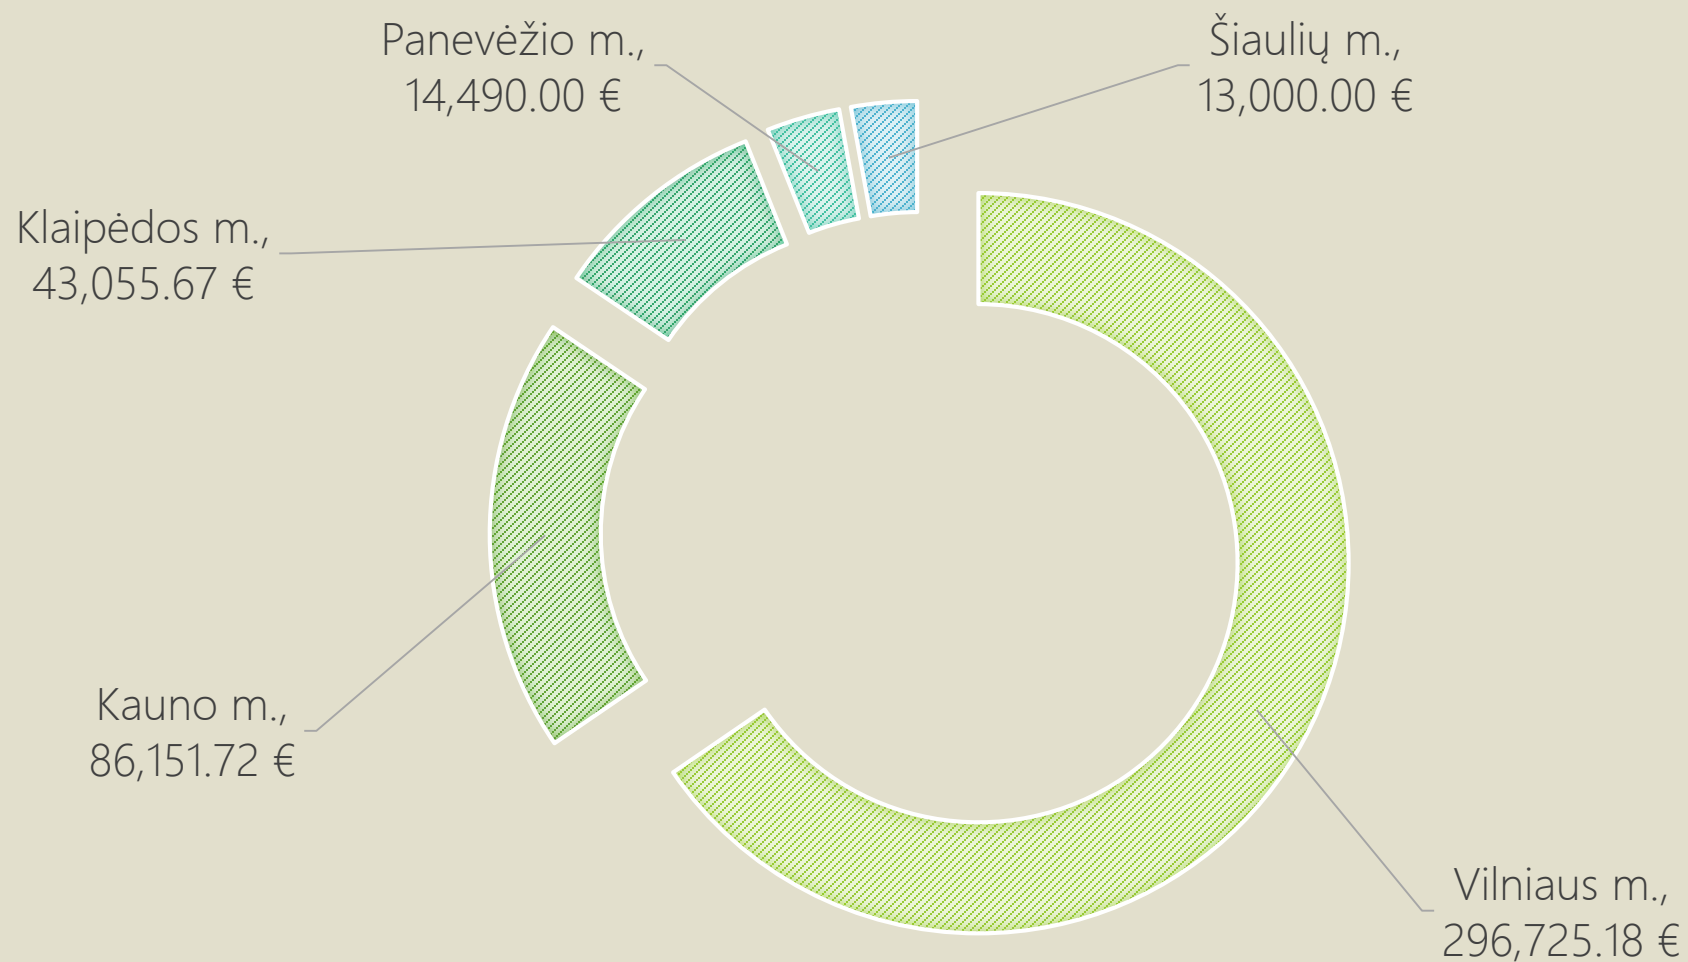 Panevėžio m.,
14,490.00 €
Šiaulių m.,
13,000.00 €
Klaipėdos m.,
43,055.67 €
Kauno m.,
86,151.72 €
Vilniaus m.,
296,725.18 €